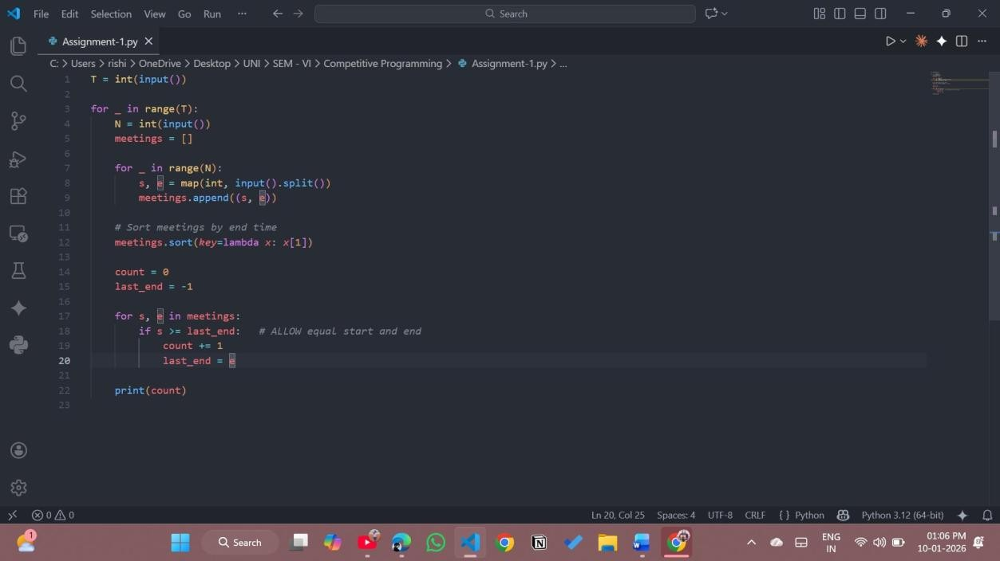 File Edit Selection View Go Run ··· Search
Assignment-1.py
C: > Users > rishi > OneDrive > Desktop > UNI > SEM - VI > Competitive Programming > Assignment-1.py > ...
1 T = int(input())
2
3 for _ in range(T):
4     N = int(input())
5     meetings = []
6
7     for _ in range(N):
8         s, e = map(int, input().split())
9         meetings.append((s, e))
10
11     # Sort meetings by end time
12     meetings.sort(key=lambda x: x[1])
13
14     count = 0
15     last_end = -1
16
17     for s, e in meetings:
18         if s >= last_end:   # ALLOW equal start and end
19             count += 1
20             last_end = e
21
22     print(count)
23
0 0 Ln 20, Col 25 Spaces: 4 UTF-8 CRLF { } Python Python 3.12 (64-bit)
1 Search ENG 01:06 PM
IN 10-01-2026